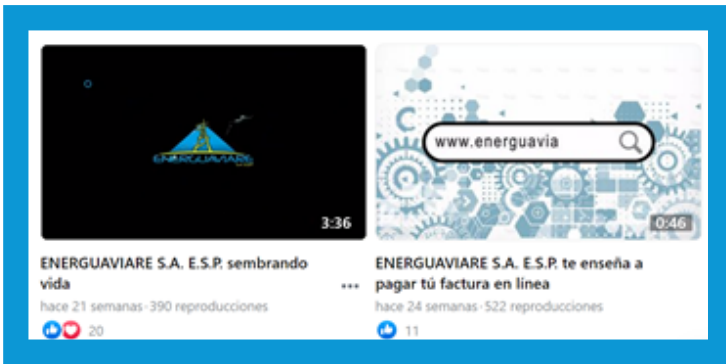 ENERGUAVIARE
3:36
ENERGUAVIARE S.A. E.S.P. sembrando
vida
hace 21 semanas · 390 reproducciones
20
www.energuavia
0:46
ENERGUAVIARE S.A. E.S.P. te enseña a
pagar tú factura en línea
hace 24 semanas · 522 reproducciones
11